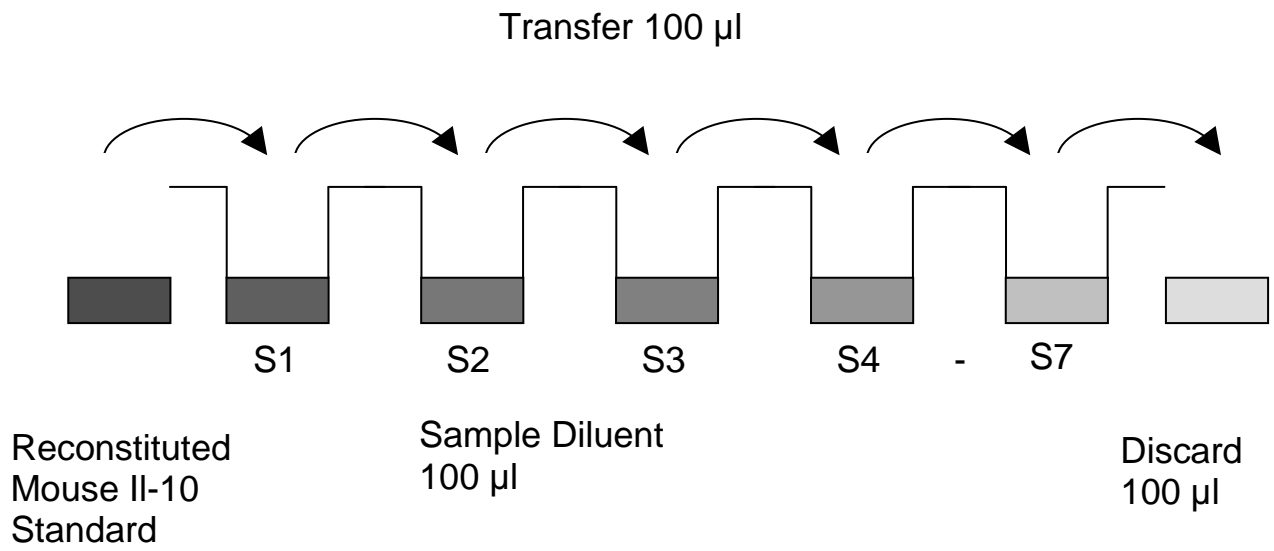 Transfer 100 µl
S1 S2 S3 S4 - S7
Reconstituted
Mouse II-10
Standard
Sample Diluent
100 µl
Discard
100 µl